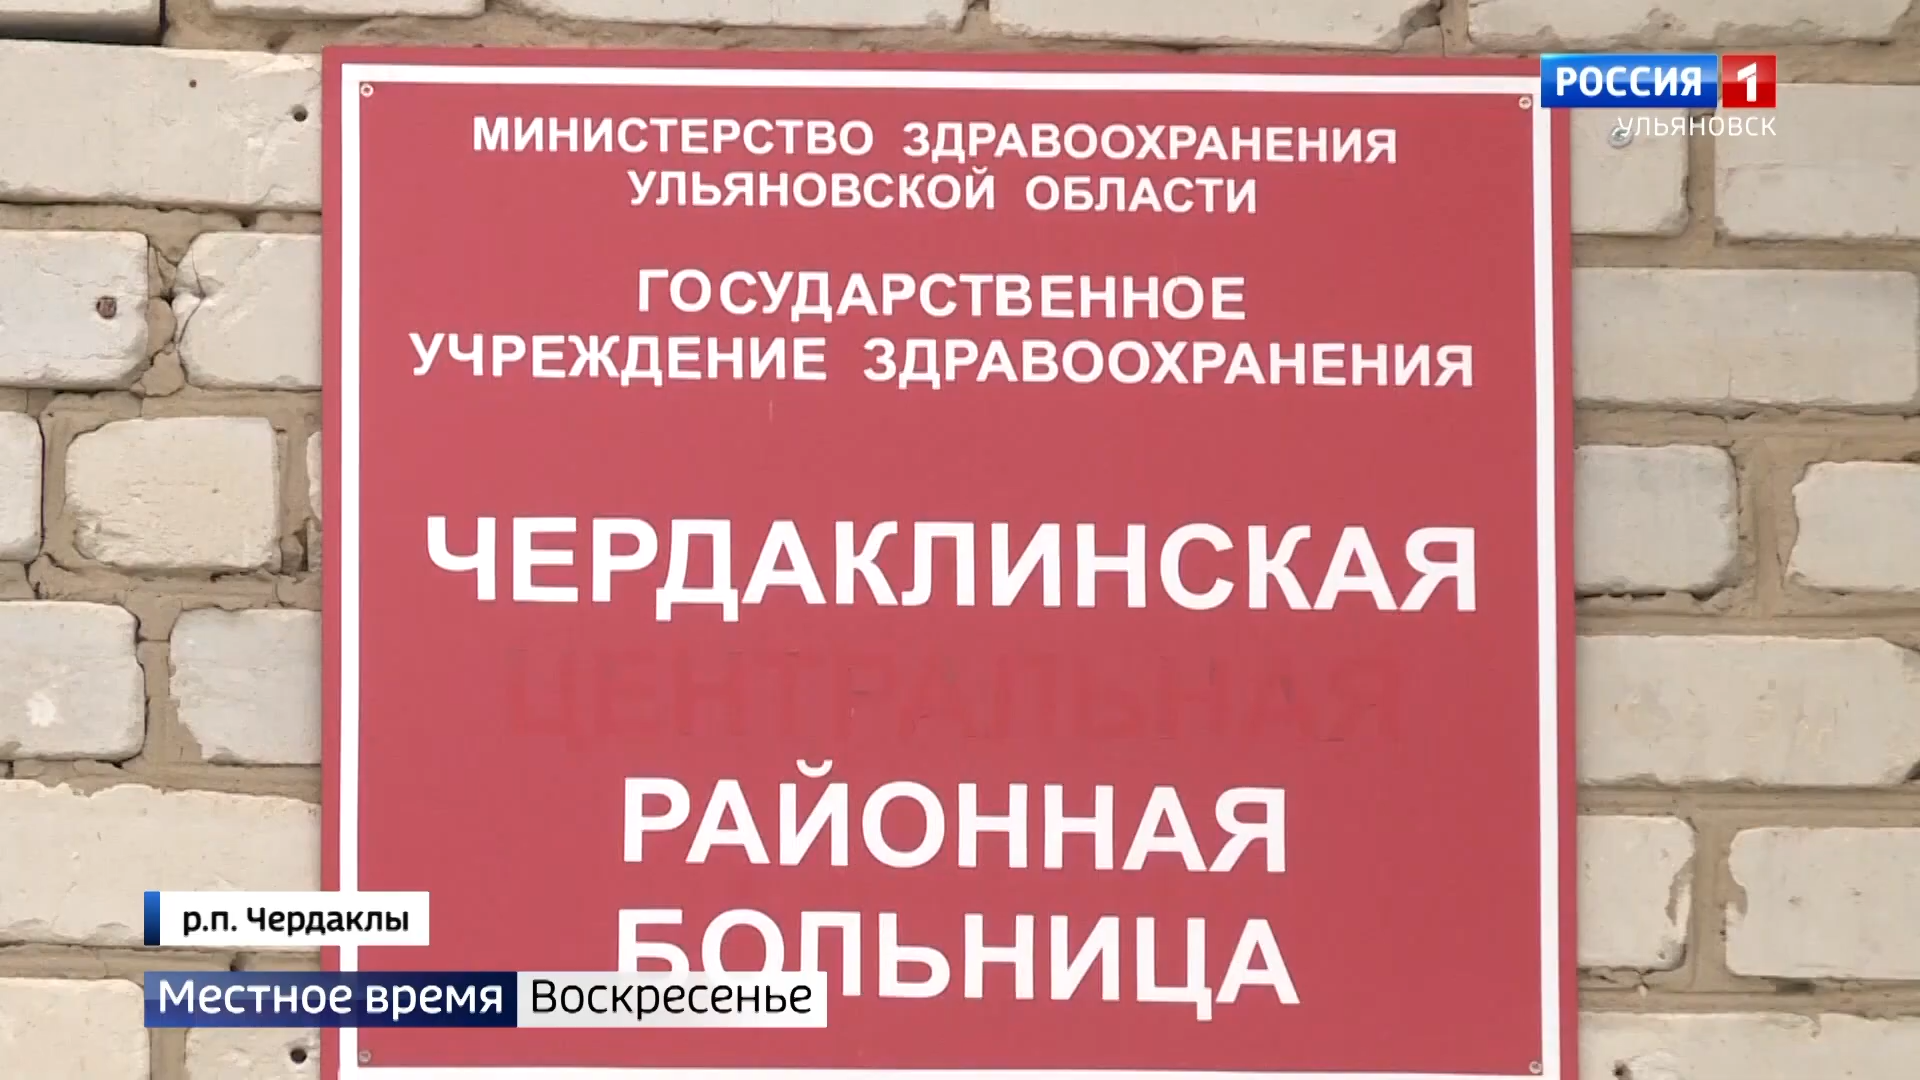 РОССИЯ 1
УЛЬЯНОВСК
МИНИСТЕРСТВО ЗДРАВООХРАНЕНИЯ
УЛЬЯНОВСКОЙ ОБЛАСТИ
ГОСУДАРСТВЕННОЕ
УЧРЕЖДЕНИЕ ЗДРАВООХРАНЕНИЯ
ЧЕРДАКЛИНСКАЯ
ЦЕНТРАЛЬНАЯ
РАЙОННАЯ
БОЛЬНИЦА
р.п. Чердаклы
Местное время Воскресенье